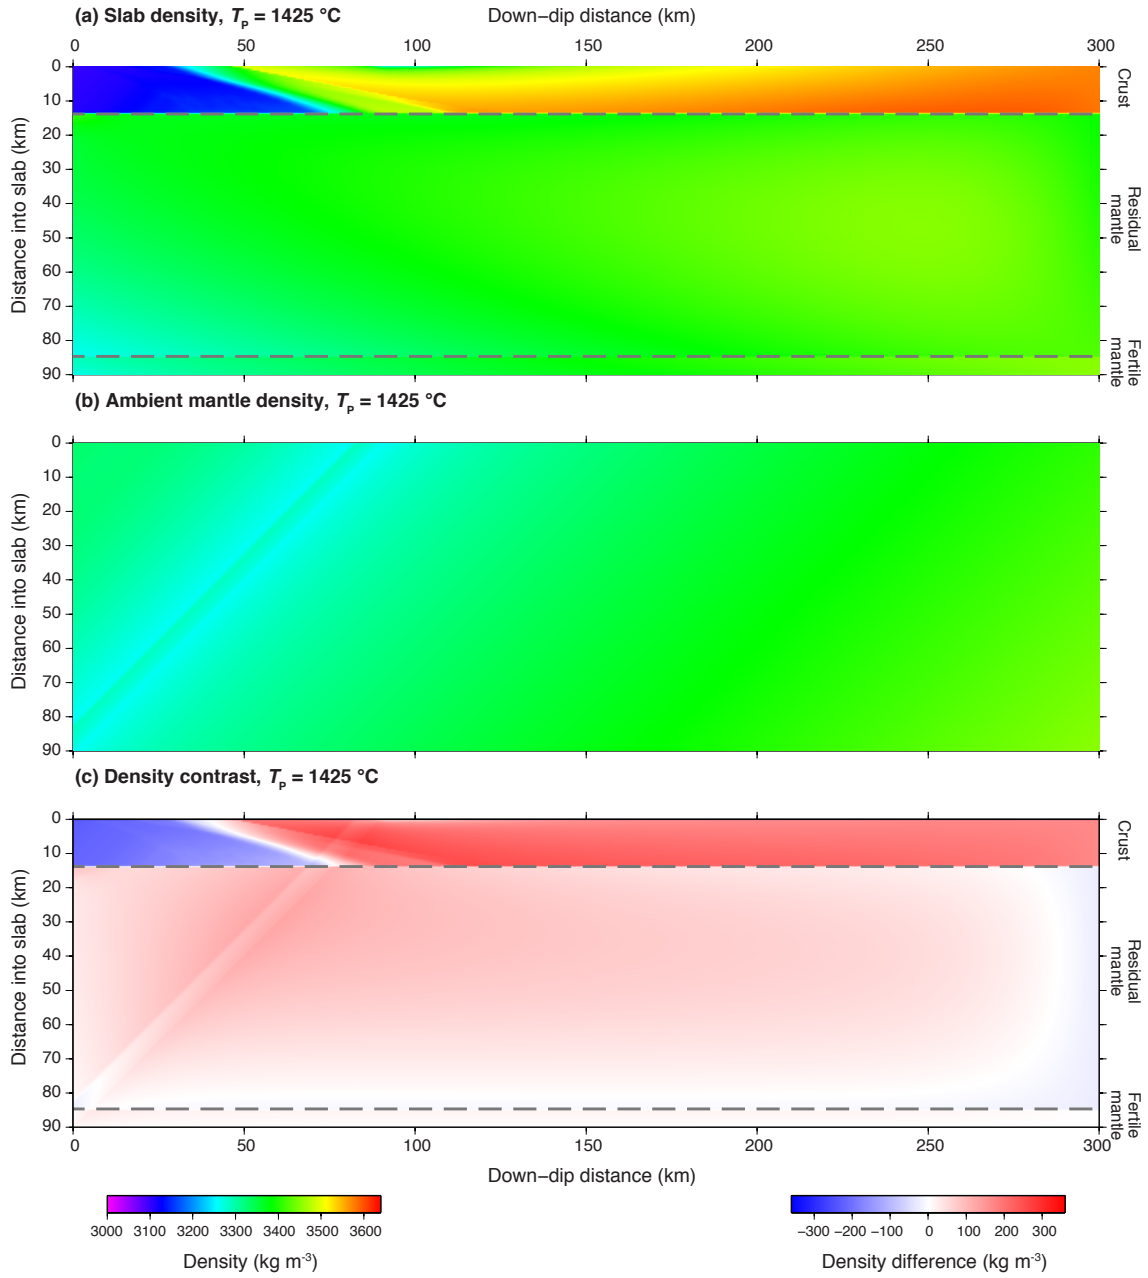 (a) Slab density, Tₚ = 1425 °C
Down−dip distance (km)
0 50 100 150 200 250 300
0
10
20
30
40
50
60
70
80
90
Distance into slab (km)
Crust
Residual
mantle
Fertile
mantle
(b) Ambient mantle density, Tₚ = 1425 °C
0
10
20
30
40
50
60
70
80
90
Distance into slab (km)
(c) Density contrast, Tₚ = 1425 °C
0
10
20
30
40
50
60
70
80
90
Distance into slab (km)
Crust
Residual
mantle
Fertile
mantle
0 50 100 150 200 250 300
Down−dip distance (km)
3000 3100 3200 3300 3400 3500 3600
Density (kg m⁻³)
−300 −200 −100 0 100 200 300
Density difference (kg m⁻³)